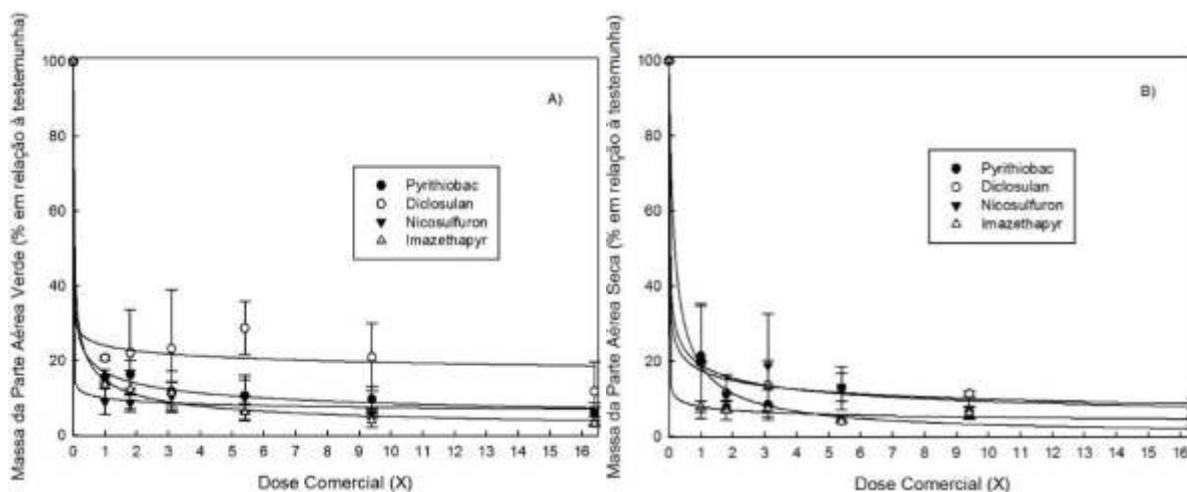 Massa da Parte Aérea Verde (% em relação à testemunha)
100
80
60
40
20
0
A)
Pyrithiobac
Diclosulan
Nicosulfuron
Imazethapyr
0 1 2 3 4 5 6 7 8 9 10 11 12 13 14 15 16
Dose Comercial (X)
Massa da Parte Aérea Seca (% em relação à testemunha)
100
80
60
40
20
0
B)
Pyrithiobac
Diclosulan
Nicosulfuron
Imazethapyr
0 1 2 3 4 5 6 7 8 9 10 11 12 13 14 15 16
Dose Comercial (X)